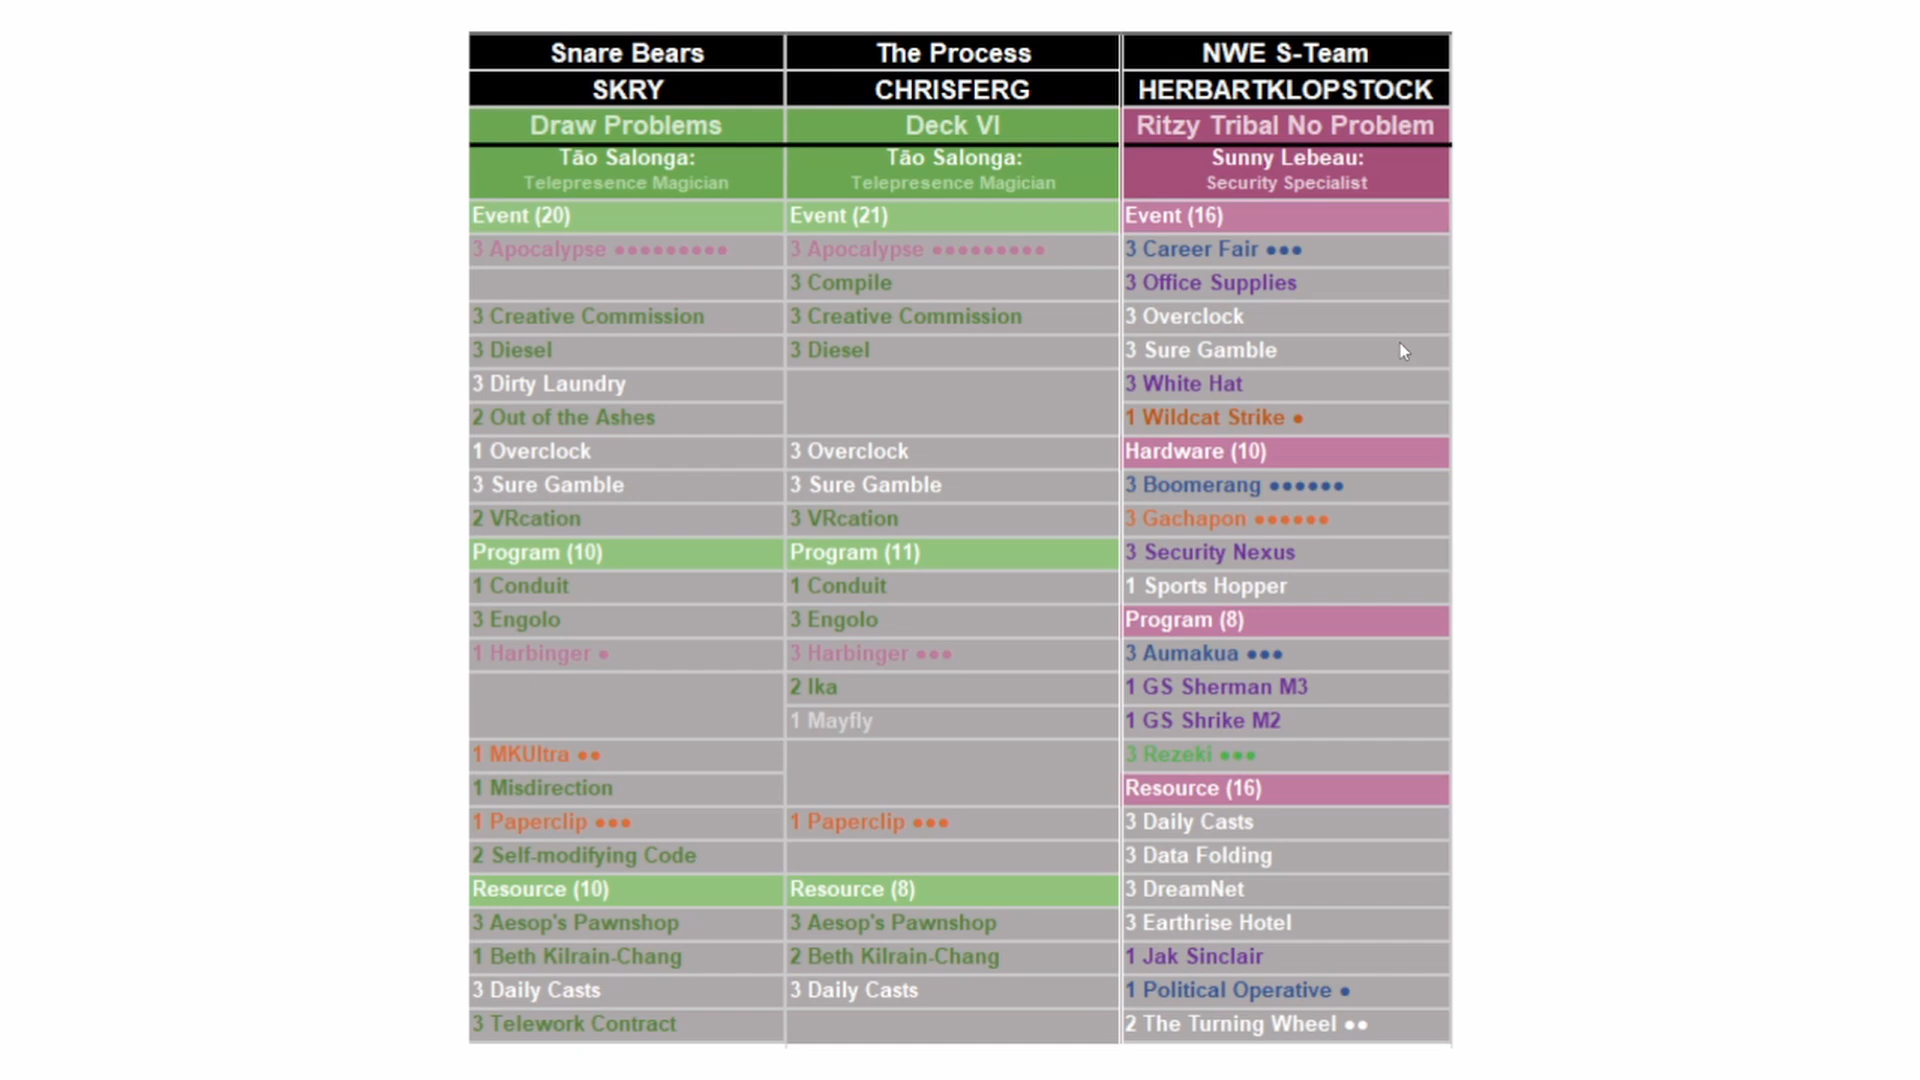 Snare Bears
SKRY
Draw Problems
Tāo Salonga:
Telepresence Magician
Event (20)
3 Apocalypse •••••••••
3 Creative Commission
3 Diesel
3 Dirty Laundry
2 Out of the Ashes
1 Overclock
3 Sure Gamble
2 VRcation
Program (10)
1 Conduit
3 Engolo
1 Harbinger •
1 MKUltra ••
1 Misdirection
1 Paperclip •••
2 Self-modifying Code
Resource (10)
3 Aesop's Pawnshop
1 Beth Kilrain-Chang
3 Daily Casts
3 Telework Contract
The Process
CHRISFERG
Deck VI
Tāo Salonga:
Telepresence Magician
Event (21)
3 Apocalypse •••••••••
3 Compile
3 Creative Commission
3 Diesel
3 Overclock
3 Sure Gamble
3 VRcation
Program (11)
1 Conduit
3 Engolo
3 Harbinger •••
2 Ika
1 Mayfly
1 Paperclip •••
Resource (8)
3 Aesop's Pawnshop
2 Beth Kilrain-Chang
3 Daily Casts
NWE S-Team
HERBARTKLOPSTOCK
Ritzy Tribal No Problem
Sunny Lebeau:
Security Specialist
Event (16)
3 Career Fair •••
3 Office Supplies
3 Overclock
3 Sure Gamble
3 White Hat
1 Wildcat Strike •
Hardware (10)
3 Boomerang ••••••
3 Gachapon ••••••
3 Security Nexus
1 Sports Hopper
Program (8)
3 Aumakua •••
1 GS Sherman M3
1 GS Shrike M2
3 Rezeki •••
Resource (16)
3 Daily Casts
3 Data Folding
3 DreamNet
3 Earthrise Hotel
1 Jak Sinclair
1 Political Operative •
2 The Turning Wheel ••